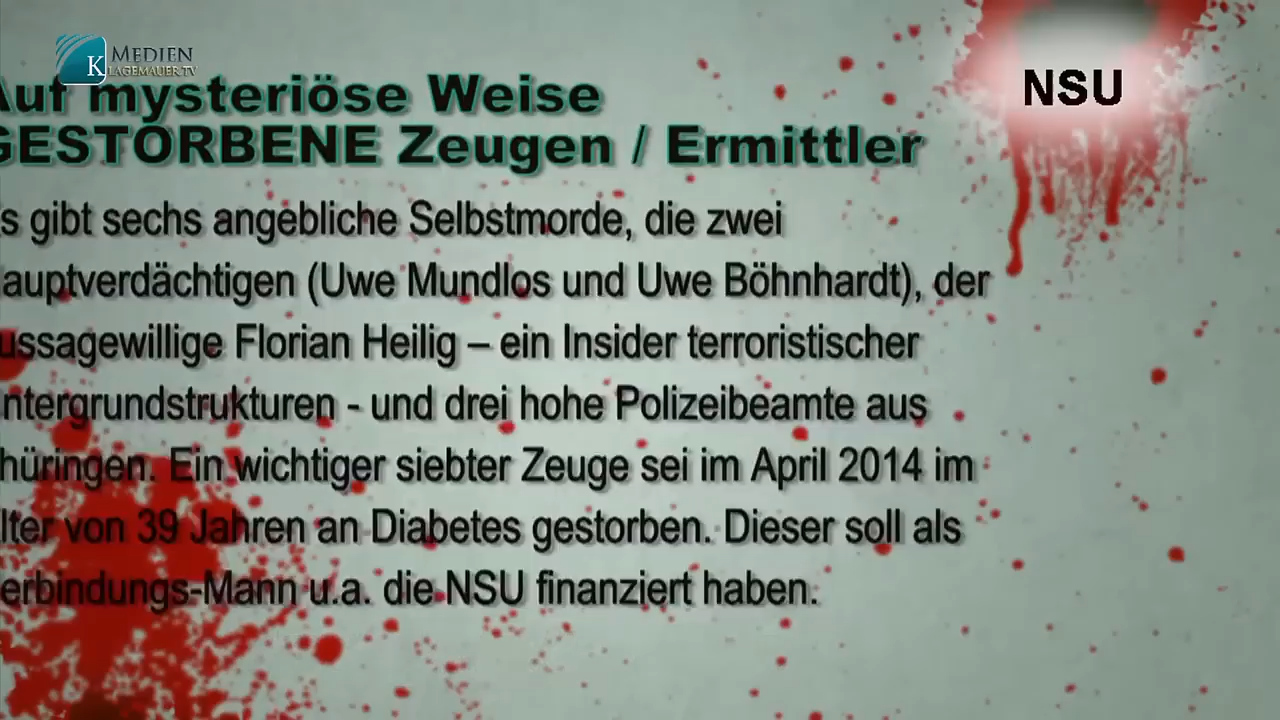 MEDIEN
KLAGEMAUER.TV
NSU
Auf mysteriöse Weise
GESTORBENE Zeugen / Ermittler
s gibt sechs angebliche Selbstmorde, die zwei
auptverdächtigen (Uwe Mundlos und Uwe Böhnhardt), der
ussagewillige Florian Heilig – ein Insider terroristischer
ntergrundstrukturen - und drei hohe Polizeibeamte aus
hüringen. Ein wichtiger siebter Zeuge sei im April 2014 im
lter von 39 Jahren an Diabetes gestorben. Dieser soll als
erbindungs-Mann u.a. die NSU finanziert haben.